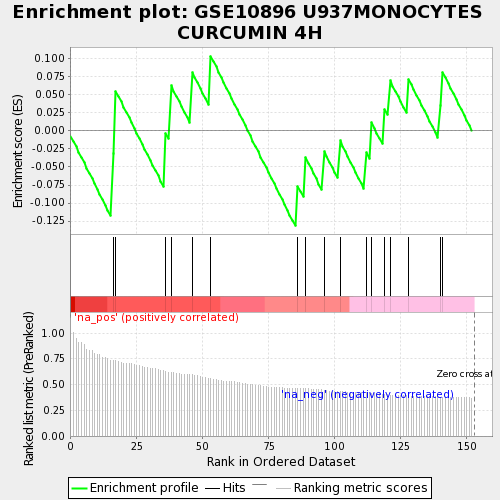 Enrichment plot: GSE10896 U937MONOCYTES
CURCUMIN 4H
Enrichment score (ES)
0.100
0.075
0.050
0.025
0.000
-0.025
-0.050
-0.075
-0.100
-0.125
'na_pos' (positively correlated)
Ranked list metric (PreRanked)
1.00
0.75
0.50
0.25
0.00
Zero cross at
'na_neg' (negatively correlated)
0 25 50 75 100 125 150
Rank in Ordered Dataset
Enrichment profile Hits Ranking metric scores